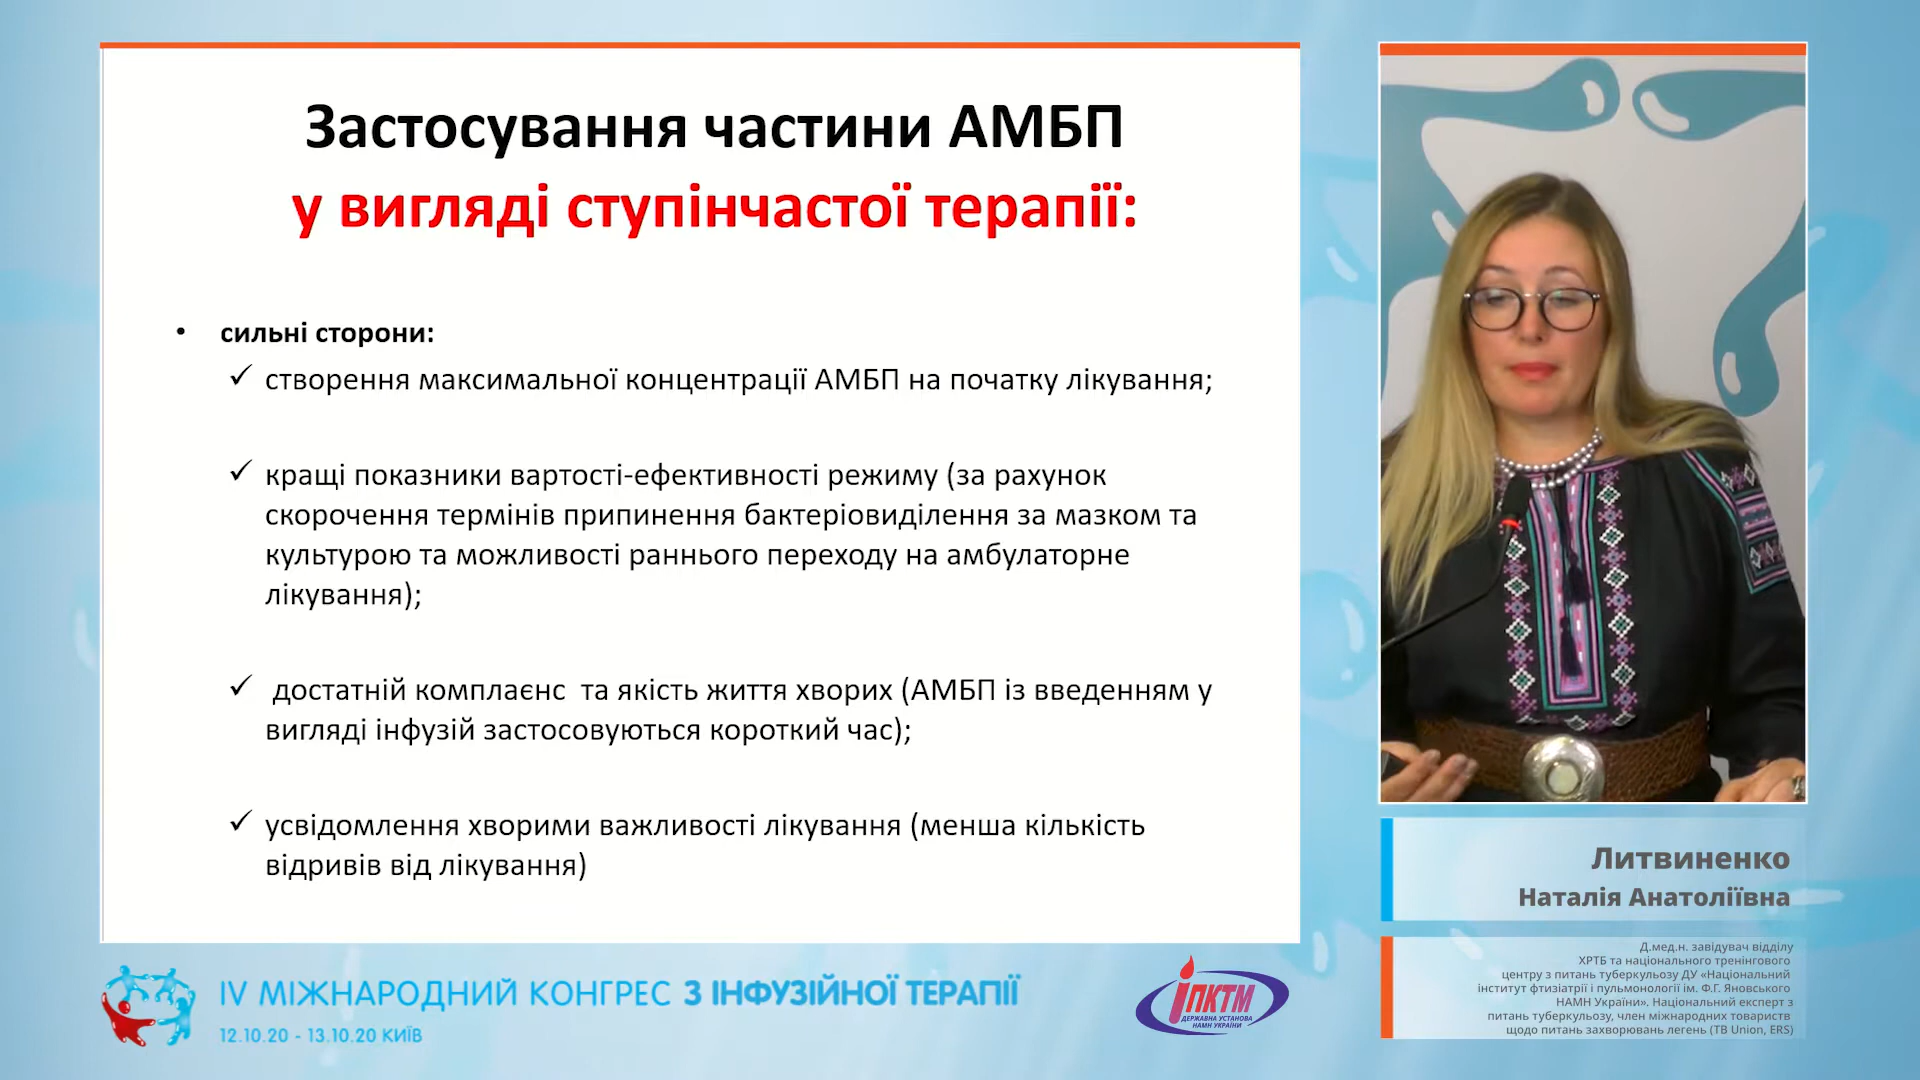 Застосування частини АМБП
у вигляді ступінчастої терапії:
• сильні сторони:
✓ створення максимальної концентрації АМБП на початку лікування;
✓ кращі показники вартості-ефективності режиму (за рахунок
скорочення термінів припинення бактеріовиділення за мазком та
культурою та можливості раннього переходу на амбулаторне
лікування);
✓ достатній комплаєнс та якість життя хворих (АМБП із введенням у
вигляді інфузій застосовуються короткий час);
✓ усвідомлення хворими важливості лікування (менша кількість
відривів від лікування)
Литвиненко
Наталія Анатоліївна
Д.мед.н. завідувач відділу
ХРТБ та національного тренінгового
центру з питань туберкульозу ДУ «Національний
інститут фтизіатрії і пульмонології ім. Ф.Г. Яновського
НАМН України». Національний експерт з
питань туберкульозу, член міжнародних товариств
щодо питань захворювань легень (TB Union, ERS)
IV МІЖНАРОДНИЙ КОНГРЕС З ІНФУЗІЙНОЇ ТЕРАПІЇ
12.10.20 - 13.10.20 КИЇВ
ІПКТМ
ДЕРЖАВНА УСТАНОВА
НАМН УКРАЇНИ